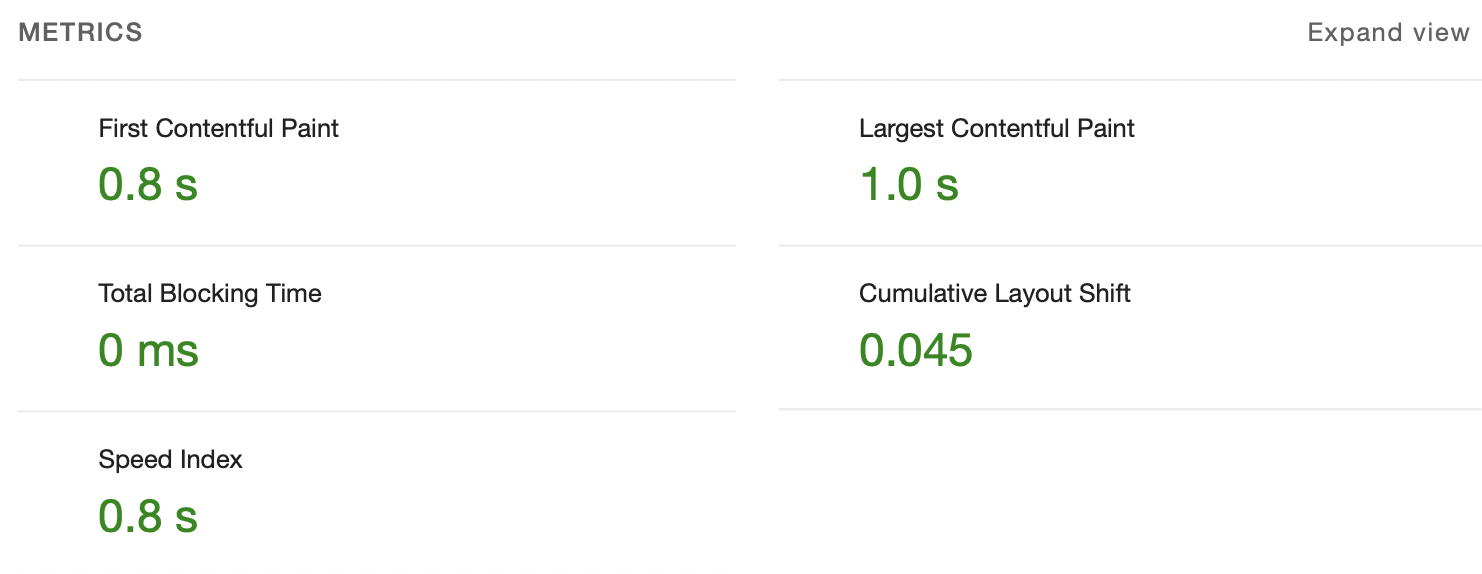 METRICS
Expand view
First Contentful Paint
0.8 s
Largest Contentful Paint
1.0 s
Total Blocking Time
0 ms
Cumulative Layout Shift
0.045
Speed Index
0.8 s